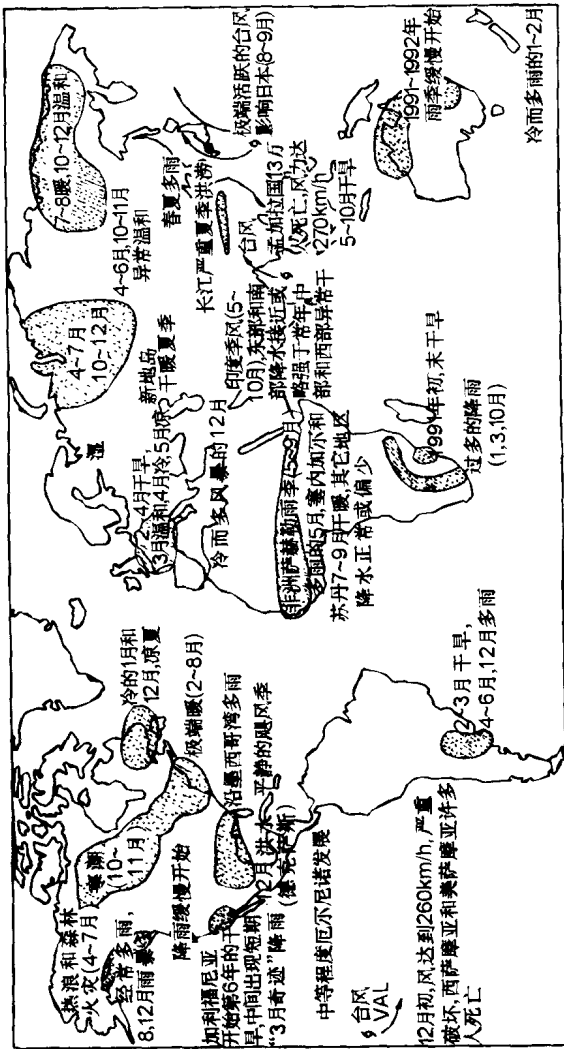 热浪和森林
火灾(4~7月)
经常多雨,
8,12月雨暴
寒潮
(10~
11月)
冷的1月和
12月,凉夏
极端暖(2~8月)
降雨缓慢开始
沿墨西哥湾多雨
平静的飓风季
12月 洪水
(德克萨斯)
加利福尼亚
开始第6年的干
旱,中间出现短期
“3月奇迹”降雨
中等程度厄尔尼诺发展
台风
VAL
12月初,风达到260km/h,严重
破坏,西萨摩亚和美萨摩亚许多
人死亡
2~3月干旱,
4~6月,12月多雨
湿
2、4月干旱,
3月温和4月冷,5月凉
干暖夏季
冷而多风暴的12月
新地岛
4~7月
10~12月
非洲萨赫勒雨季(5~9月)
多雨的5月,塞内加尔和
苏丹7~9月干暖,其它地区
降水正常或偏少
1991年初,末干旱
过多的降雨
(1,3,10月)
7~8暖,10~12月温和
4~6月,10~11月
异常温和
春夏多雨
长江严重夏季洪涝
印度季风(5~
10月),东部和南
部降水接近或
略强于常年,中
部和西部异常干
台风
孟加拉国13万
人死亡,风力达
270km/h
5~10月干旱
极端活跃的台风
影响日本(8~9月)
1991~1992年
雨季缓慢开始
冷而多雨的1~2月